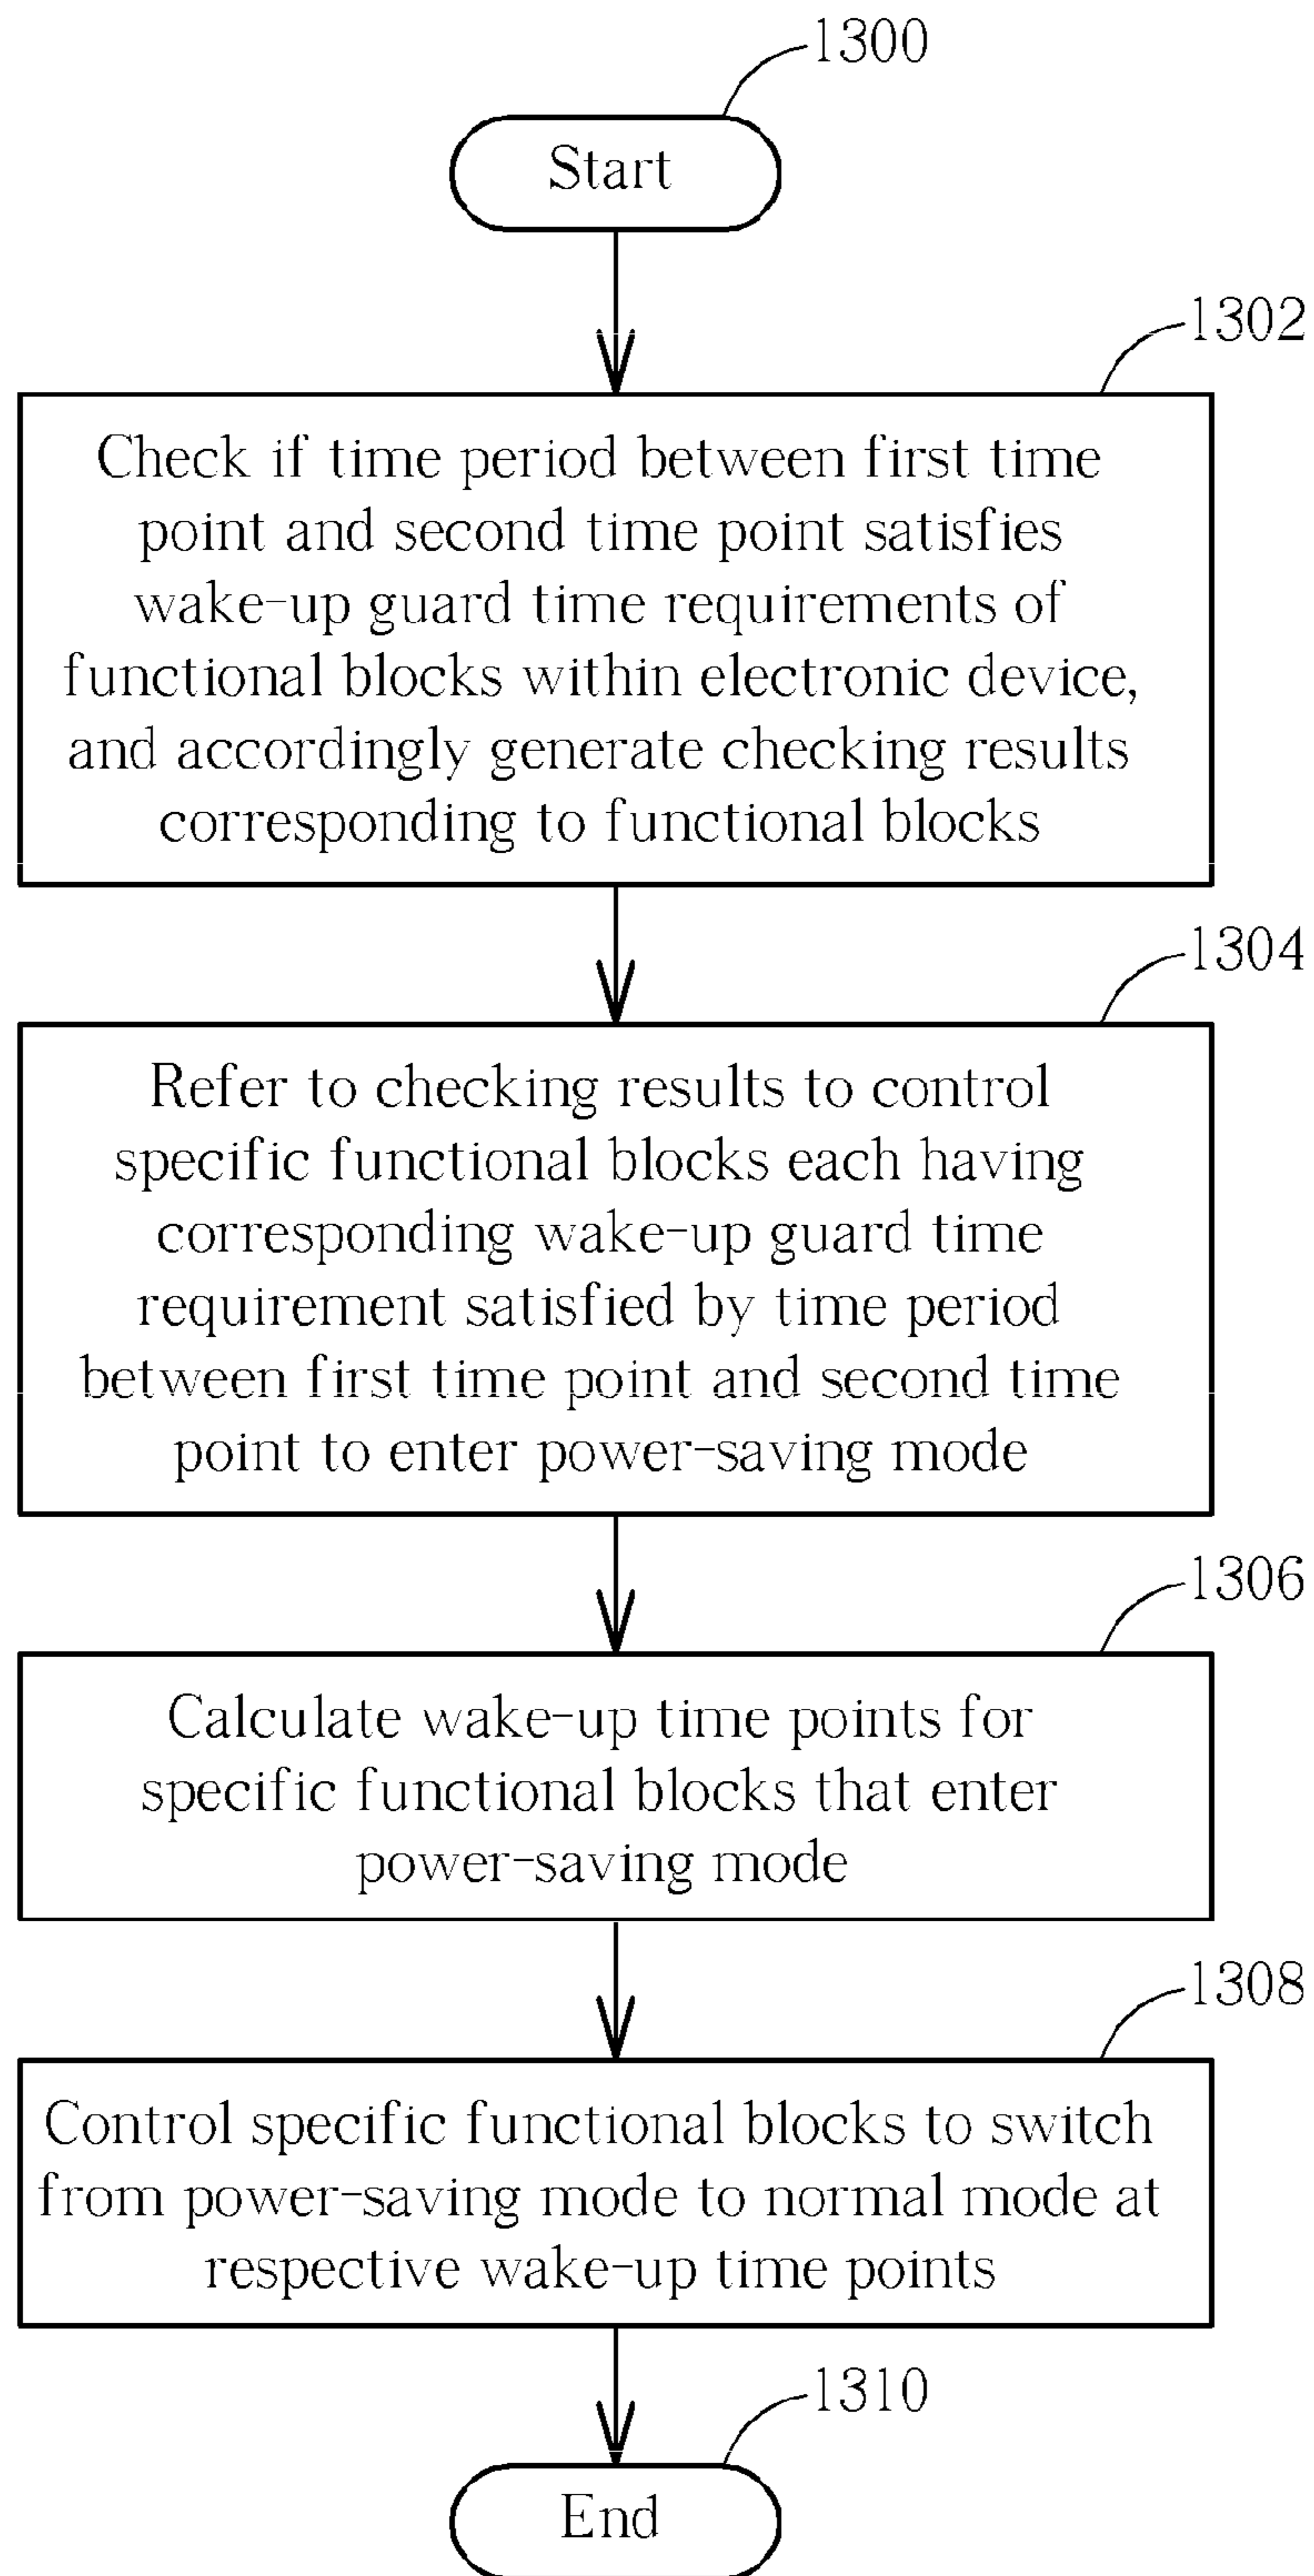 1300
Start
1302
Check if time period between first time
point and second time point satisfies
wake-up guard time requirements of
functional blocks within electronic device,
and accordingly generate checking results
corresponding to functional blocks
1304
Refer to checking results to control
specific functional blocks each having
corresponding wake-up guard time
requirement satisfied by time period
between first time point and second time
point to enter power-saving mode
1306
Calculate wake-up time points for
specific functional blocks that enter
power-saving mode
1308
Control specific functional blocks to switch
from power-saving mode to normal mode at
respective wake-up time points
1310
End